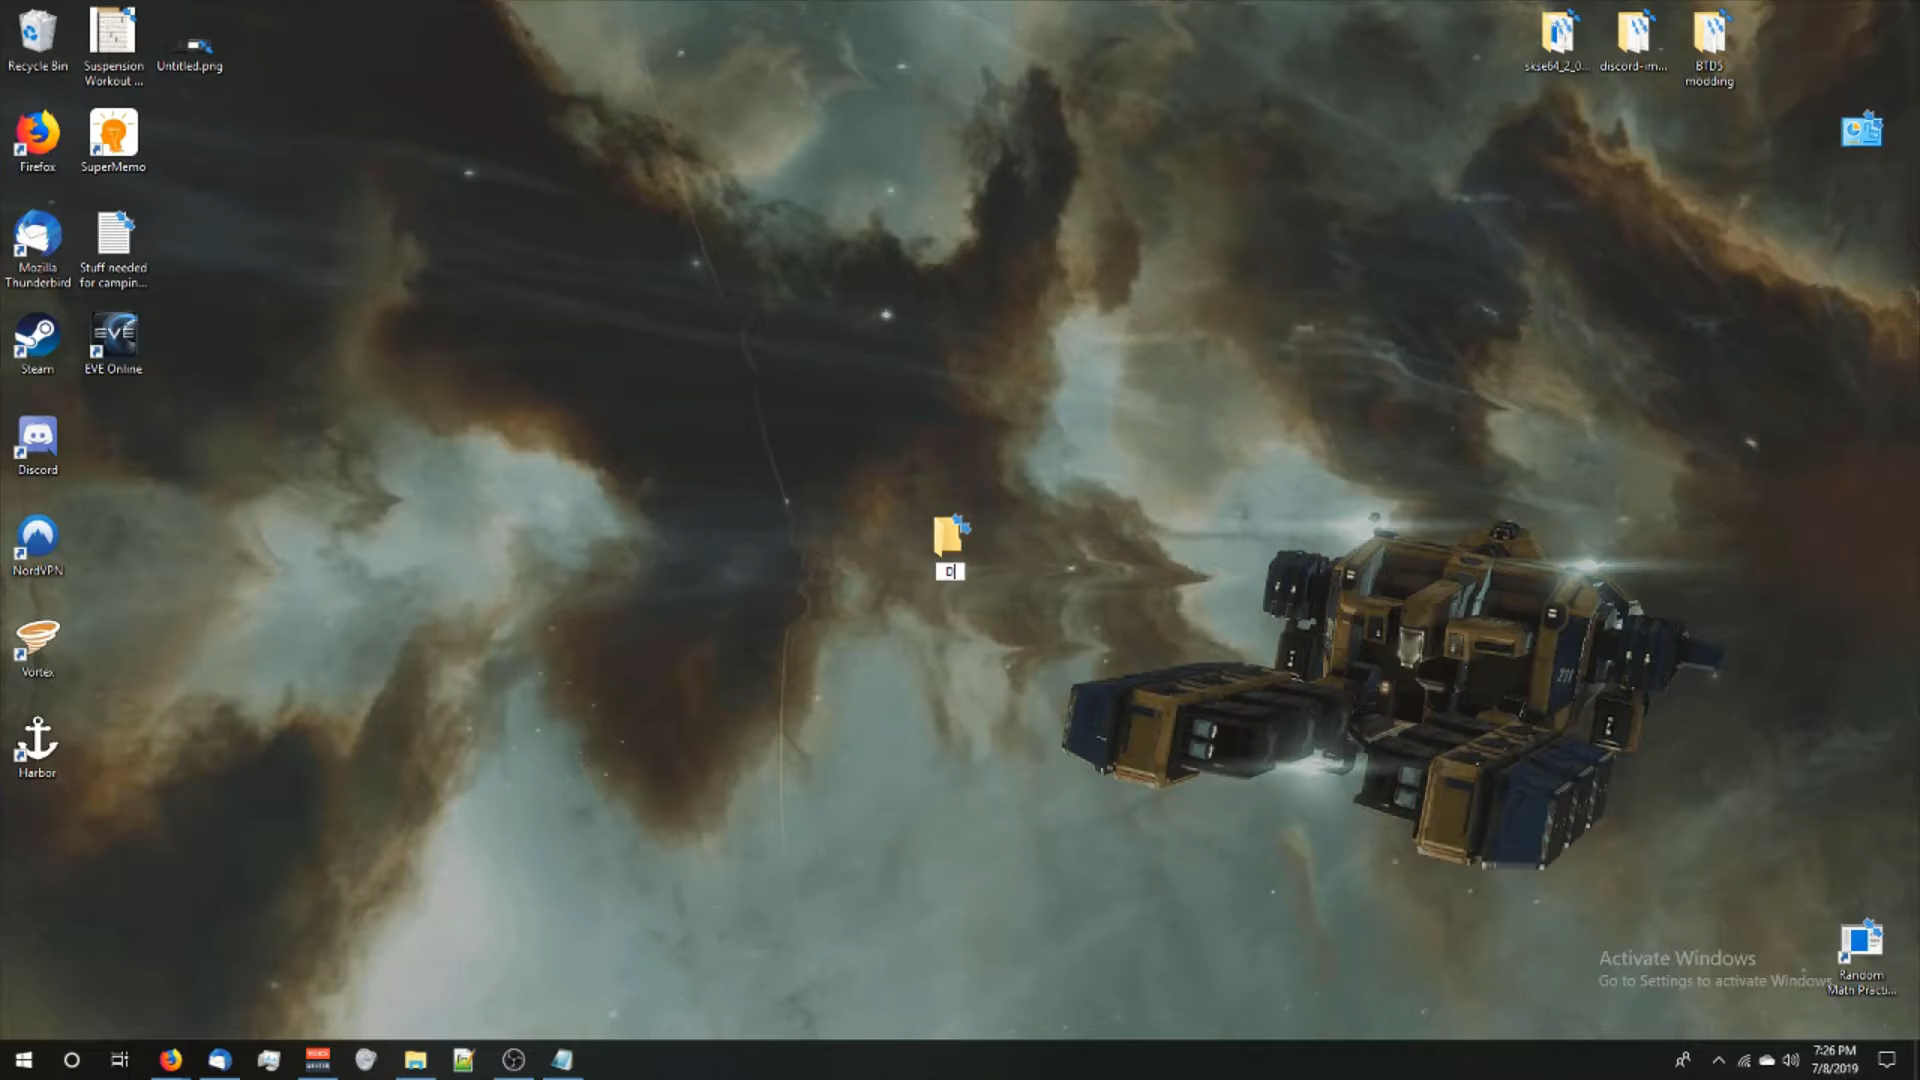 Recycle Bin
Suspension
Workout ...
Untitled.png
skse64_2_0...
discord-im...
BTD5
modding
Firefox
SuperMemo
Mozilla
Thunderbird
Stuff needed
for campin...
Steam
EVE
EVE Online
Discord
D
NordVPN
Vortex
Harbor
Activate Windows
Go to Settings to activate Windows.
Random
Math Practi...
7:26 PM
7/8/2019